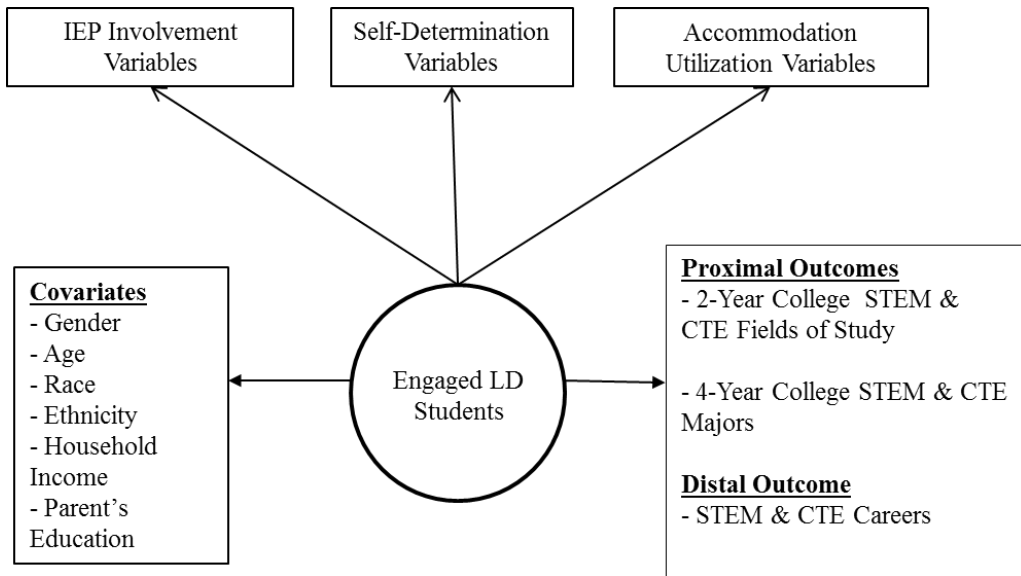 IEP Involvement
Variables
Self-Determination
Variables
Accommodation
Utilization Variables
Covariates
- Gender
- Age
- Race
- Ethnicity
- Household
Income
- Parent’s
Education
Engaged LD
Students
Proximal Outcomes
- 2-Year College STEM &
CTE Fields of Study
- 4-Year College STEM & CTE
Majors
Distal Outcome
- STEM & CTE Careers